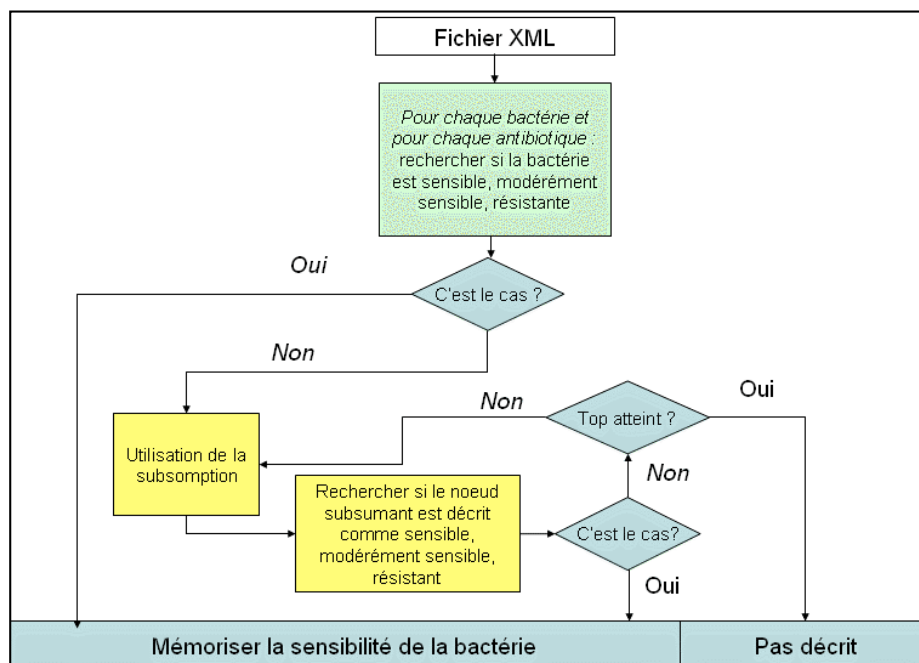 Fichier XML
Pour chaque bactérie et
pour chaque antibiotique :
rechercher si la bactérie
est sensible, modérément
sensible, résistante
Oui
C'est le cas ?
Non
Non
Top atteint ?
Oui
Utilisation de la
subsomption
Rechercher si le noeud
subsumant est décrit
comme sensible,
modérément sensible,
résistant
Non
C'est le cas?
Oui
Mémoriser la sensibilité de la bactérie
Pas décrit